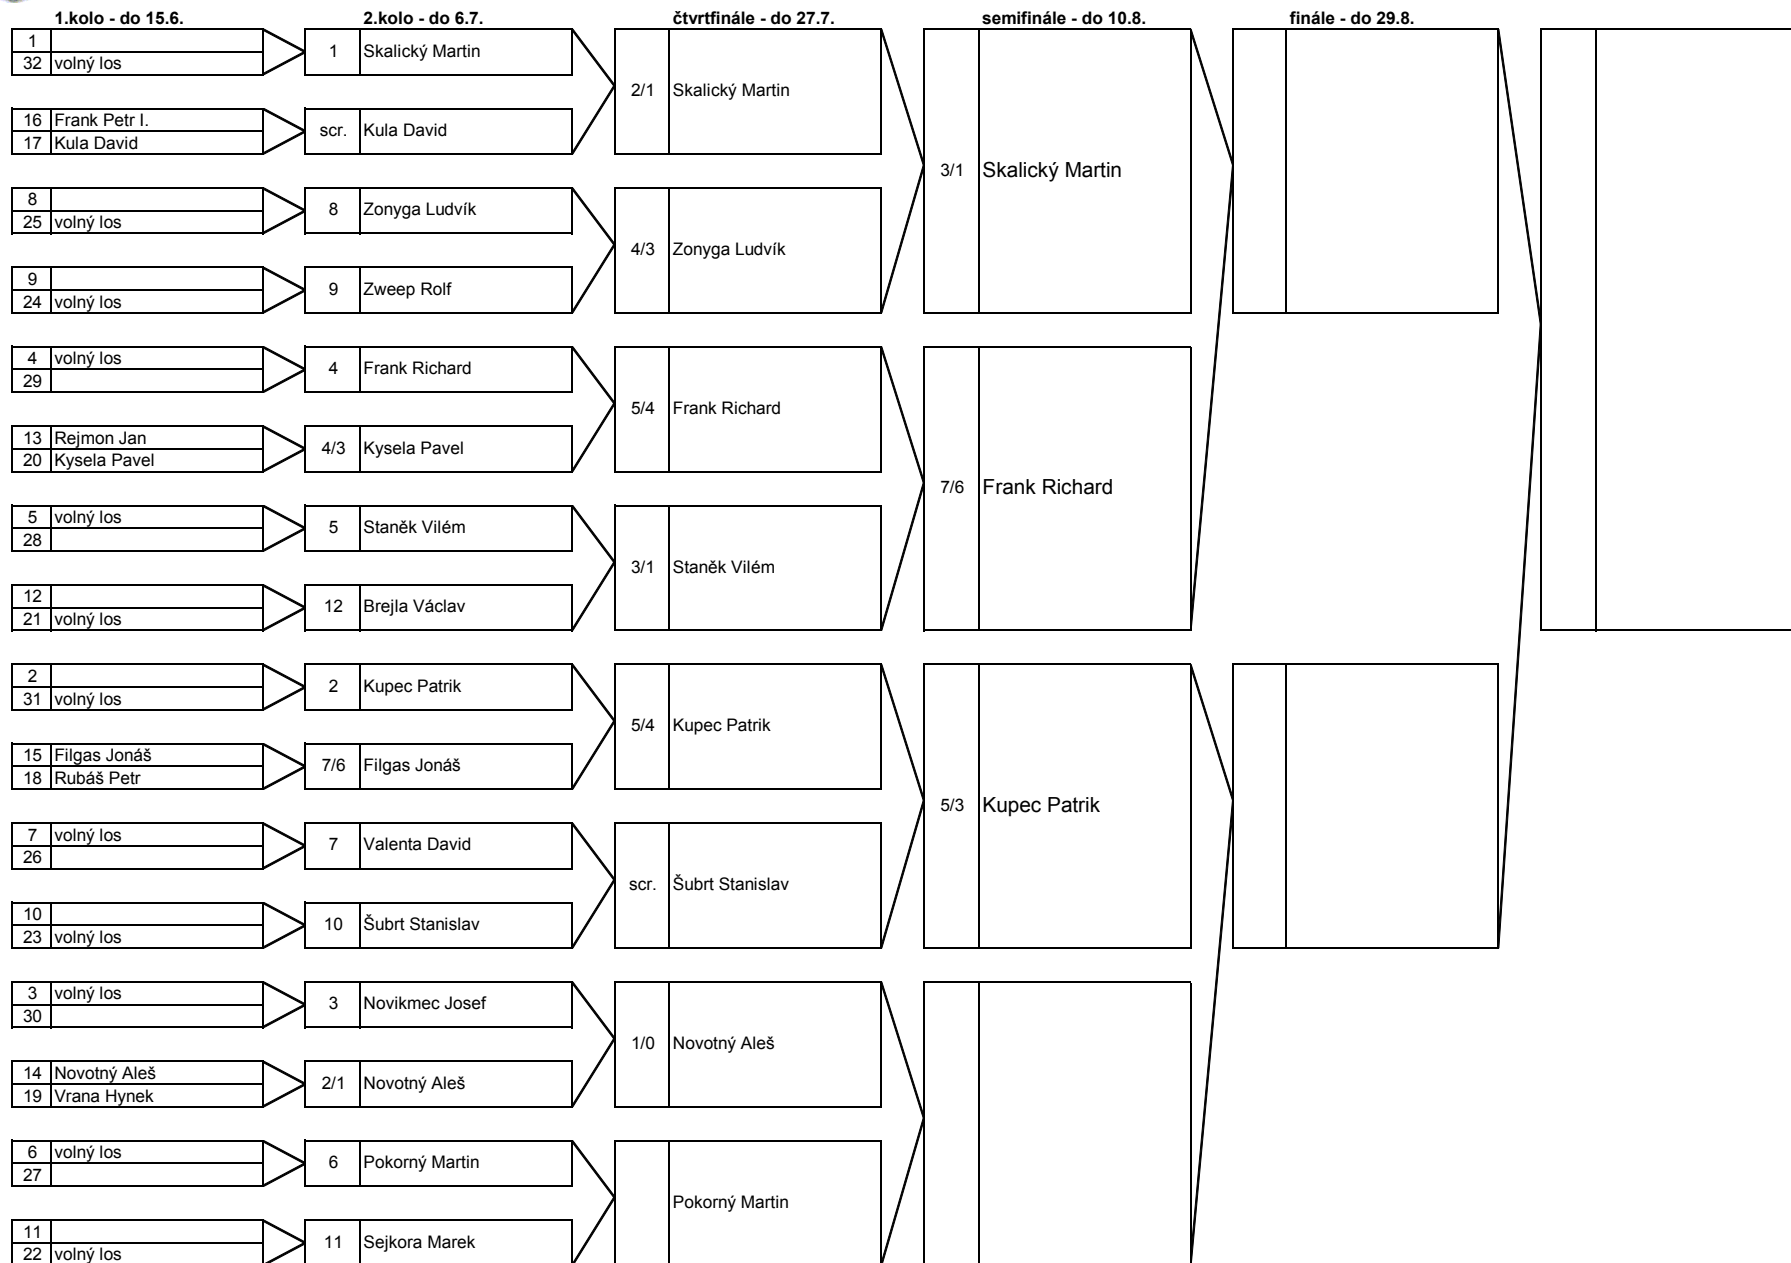 1.kolo - do 15.6.
2.kolo - do 6.7.
čtvrtfinále - do 27.7.
semifinále - do 10.8.
finále - do 29.8.
1
32 volný los
16 Frank Petr I.
17 Kula David
8
25 volný los
9
24 volný los
4 volný los
29
13 Rejmon Jan
20 Kysela Pavel
5 volný los
28
12
21 volný los
2
31 volný los
15 Filgas Jonáš
18 Rubáš Petr
7 volný los
26
10
23 volný los
3 volný los
30
14 Novotný Aleš
19 Vrana Hynek
6 volný los
27
11
22 volný los
1 Skalický Martin
scr. Kula David
8 Zonyga Ludvík
9 Zweep Rolf
4 Frank Richard
4/3 Kysela Pavel
5 Staněk Vilém
12 Brejla Václav
2 Kupec Patrik
7/6 Filgas Jonáš
7 Valenta David
10 Šubrt Stanislav
3 Novikmec Josef
2/1 Novotný Aleš
6 Pokorný Martin
11 Sejkora Marek
2/1 Skalický Martin
4/3 Zonyga Ludvík
5/4 Frank Richard
3/1 Staněk Vilém
5/4 Kupec Patrik
scr. Šubrt Stanislav
1/0 Novotný Aleš
Pokorný Martin
3/1 Skalický Martin
7/6 Frank Richard
5/3 Kupec Patrik